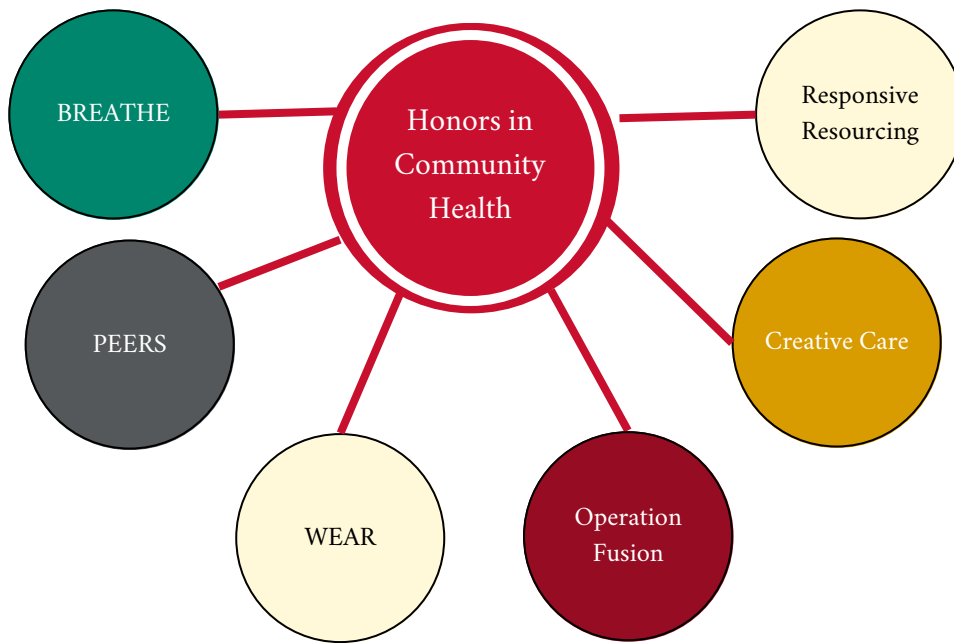 Honors in
Community
Health
BREATHE
PEERS
WEAR
Operation
Fusion
Creative Care
Responsive
Resourcing